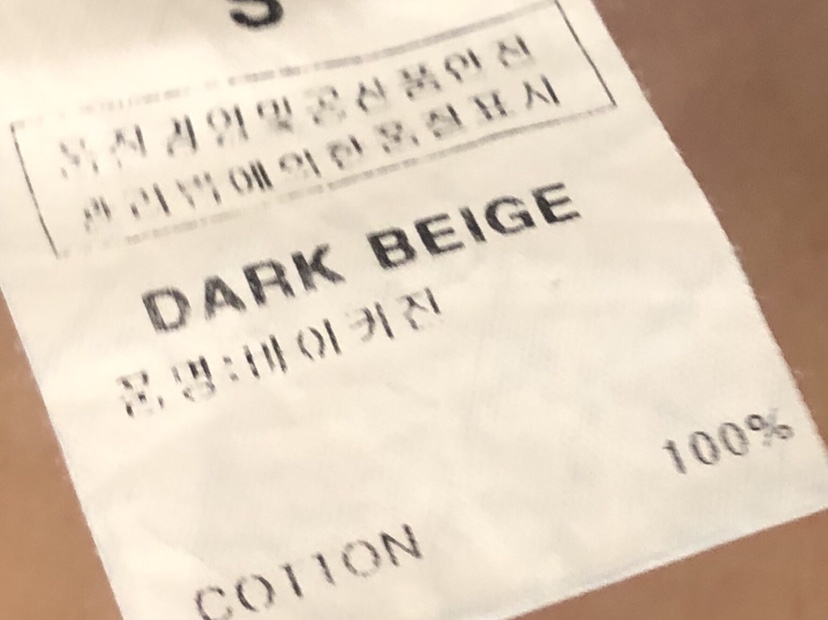 S
품질경영및공산품안전
관리법에의한품질표시
DARK BEIGE
품명:바이커진
100%
COTTON